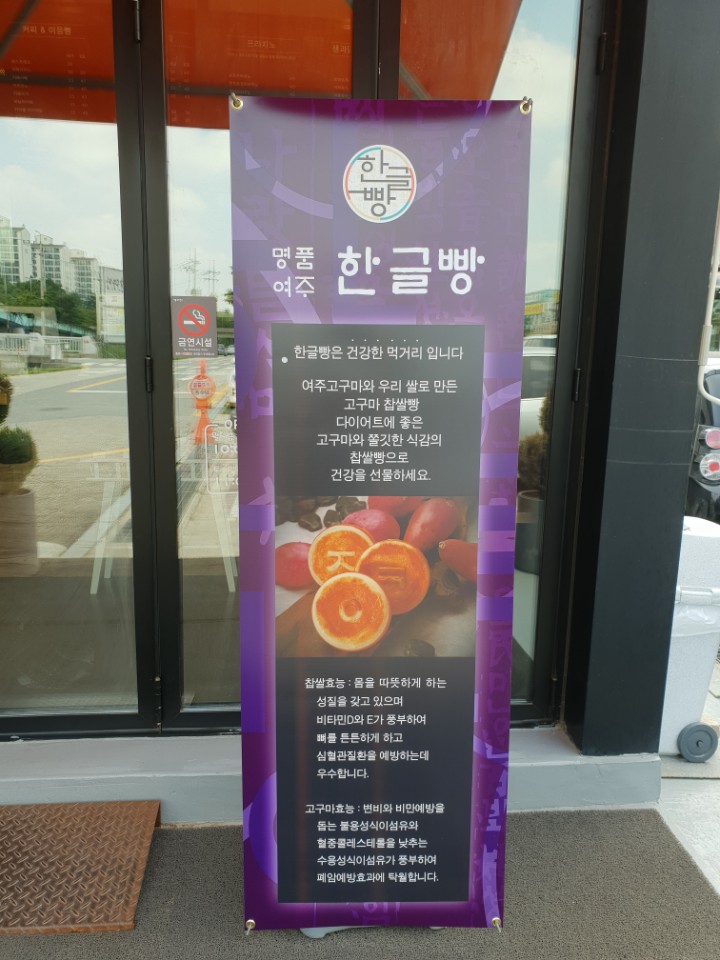 커피 & 이음빵
프라치노
금연시설
한글
빵
명품
여주
한글빵
한글빵은 건강한 먹거리 입니다
여주고구마와 우리 쌀로 만든
고구마 찹쌀빵
다이어트에 좋은
고구마와 쫄깃한 식감의
찹쌀빵으로
건강을 선물하세요.
찹쌀효능 : 몸을 따뜻하게 하는
성질을 갖고 있으며
비타민D와 E가 풍부하여
뼈를 튼튼하게 하고
심혈관질환을 예방하는데
우수합니다.
고구마효능 : 변비와 비만예방을
돕는 불용성식이섬유와
혈중콜레스테롤을 낮추는
수용성식이섬유가 풍부하여
폐암예방효과에 탁월합니다.